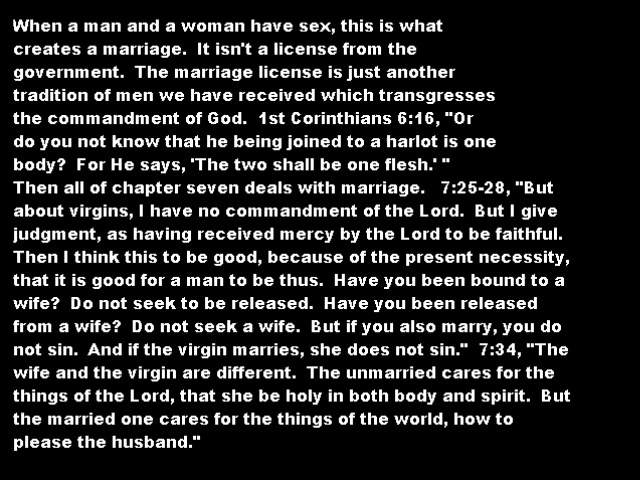 When a man and a woman have sex, this is what
creates a marriage.  It isn't a license from the
government.  The marriage license is just another
tradition of men we have received which transgresses
the commandment of God.  1st Corinthians 6:16, "Or
do you not know that he being joined to a harlot is one
body?  For He says, 'The two shall be one flesh.' "
Then all of chapter seven deals with marriage.   7:25-28, "But
about virgins, I have no commandment of the Lord.  But I give
judgment, as having received mercy by the Lord to be faithful.
Then I think this to be good, because of the present necessity,
that it is good for a man to be thus.  Have you been bound to a
wife?  Do not seek to be released.  Have you been released
from a wife?  Do not seek a wife.  But if you also marry, you do
not sin.  And if the virgin marries, she does not sin."  7:34, "The
wife and the virgin are different.  The unmarried cares for the
things of the Lord, that she be holy in both body and spirit.  But
the married one cares for the things of the world, how to
please the husband."